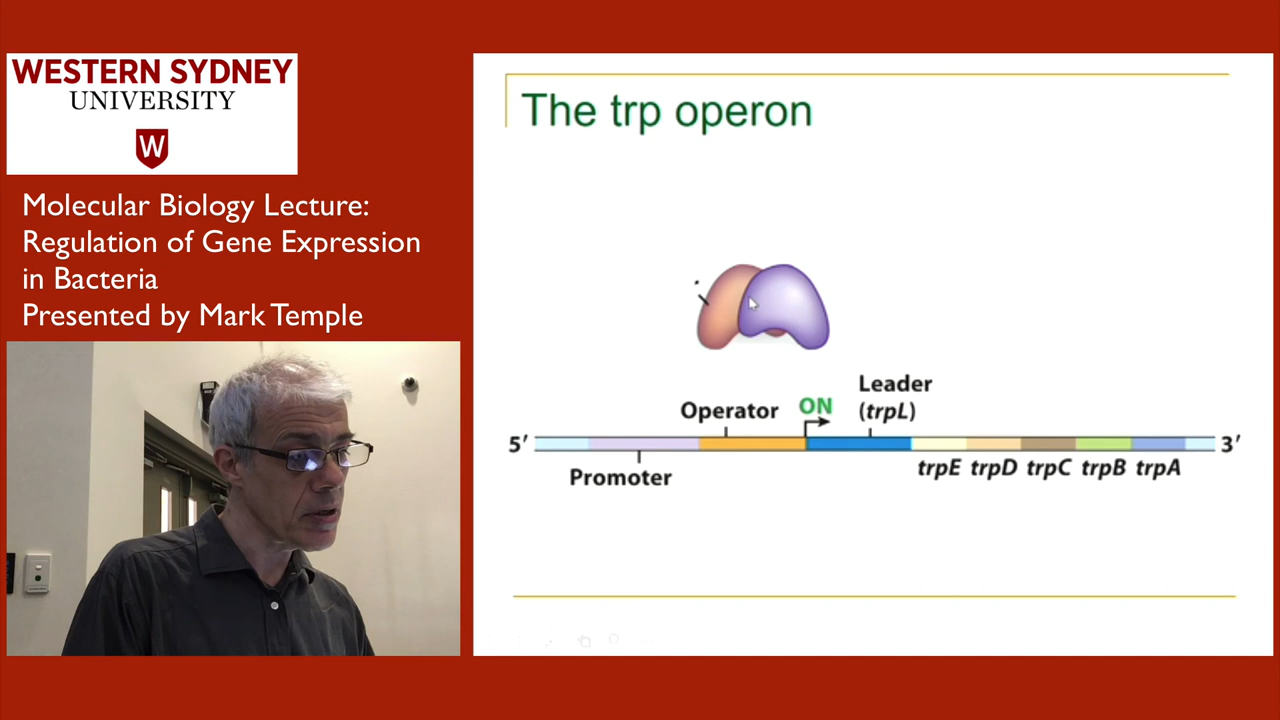 WESTERN SYDNEY
UNIVERSITY
W
Molecular Biology Lecture:
Regulation of Gene Expression
in Bacteria
Presented by Mark Temple
The trp operon
Leader
(trpL)
Operator
ON
5′
3′
Promoter
trpE trpD trpC trpB trpA